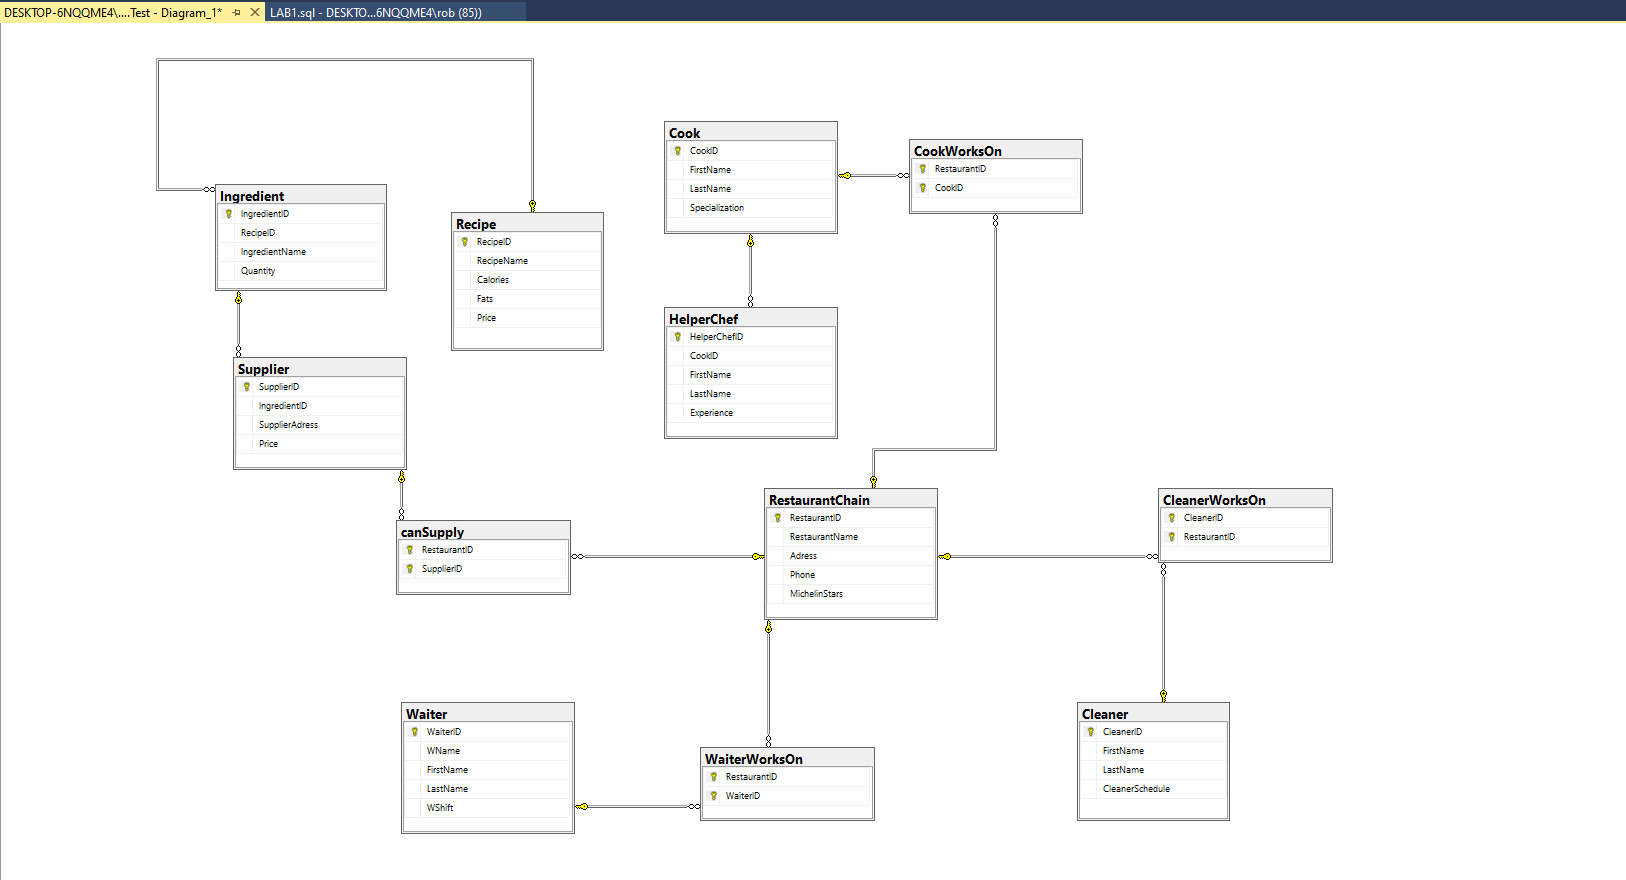 DESKTOP-6NQQME4\....Test - Diagram_1*
LAB1.sql - DESKTO...6NQQME4\rob (85))
Ingredient
IngredientID
RecipeID
IngredientName
Quantity
Recipe
RecipeID
RecipeName
Calories
Fats
Price
Cook
CookID
FirstName
LastName
Specialization
CookWorksOn
RestaurantID
CookID
HelperChef
HelperChefID
CookID
FirstName
LastName
Experience
Supplier
SupplierID
IngredientID
SupplierAdress
Price
canSupply
RestaurantID
SupplierID
RestaurantChain
RestaurantID
RestaurantName
Adress
Phone
MichelinStars
CleanerWorksOn
CleanerID
RestaurantID
Waiter
WaiterID
WName
FirstName
LastName
WShift
WaiterWorksOn
RestaurantID
WaiterID
Cleaner
CleanerID
FirstName
LastName
CleanerSchedule